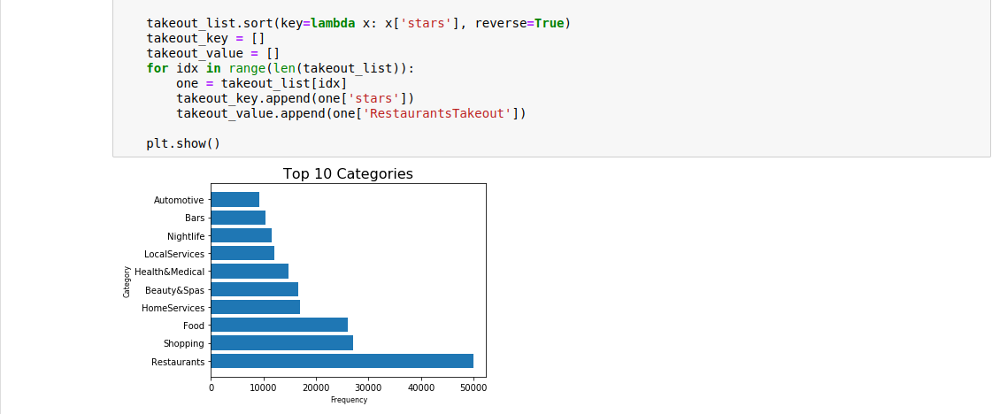 takeout_list.sort(key=lambda x: x['stars'], reverse=True)
takeout_key = []
takeout_value = []
for idx in range(len(takeout_list)):
    one = takeout_list[idx]
    takeout_key.append(one['stars'])
    takeout_value.append(one['RestaurantsTakeout'])
plt.show()
Top 10 Categories
Automotive
Bars
Nightlife
LocalServices
Health&Medical
Beauty&Spas
HomeServices
Food
Shopping
Restaurants
Category
0 10000 20000 30000 40000 50000
Frequency